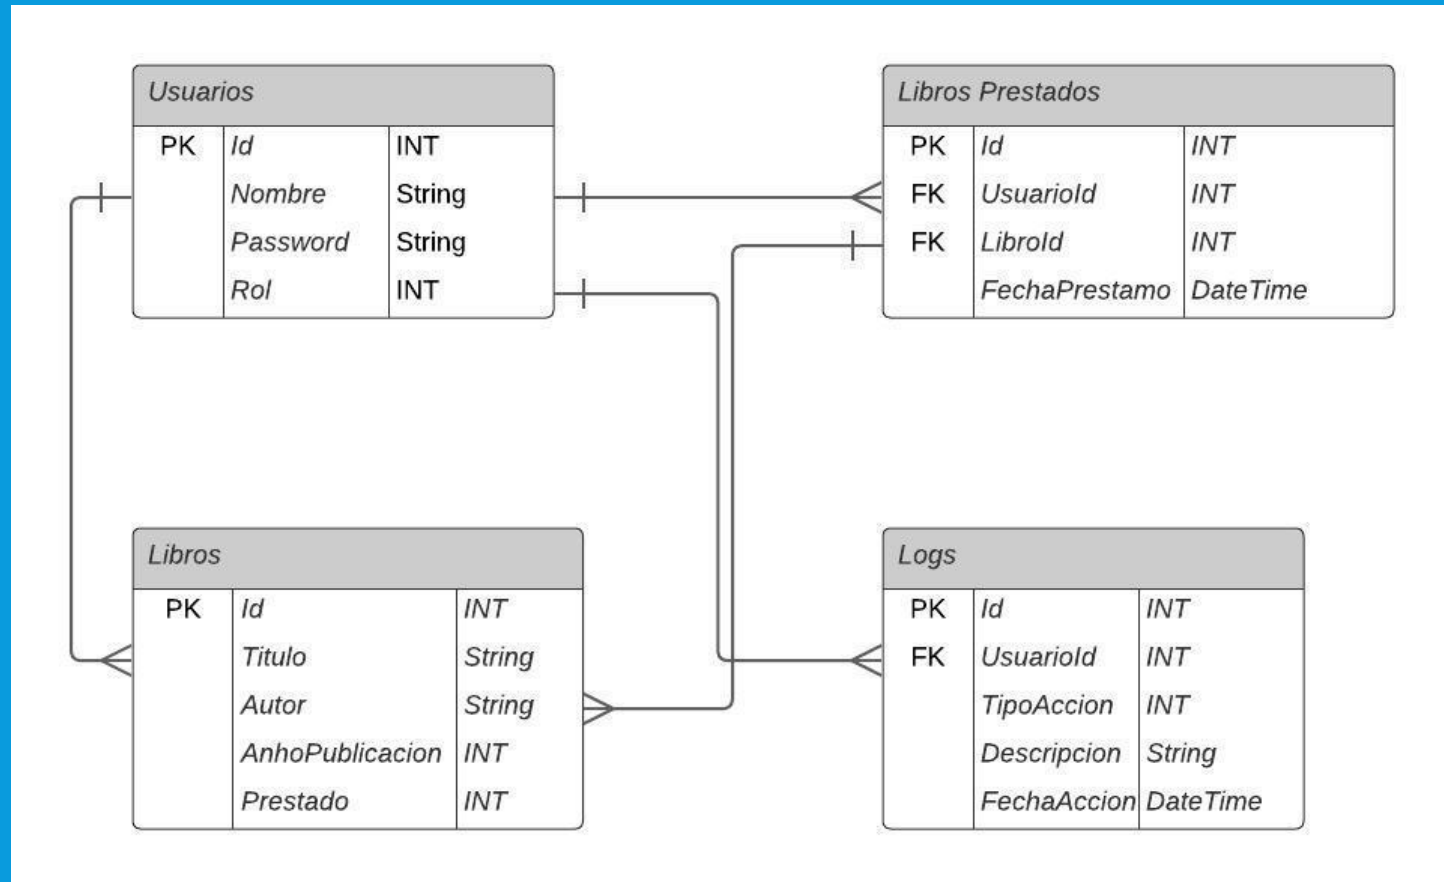 Usuarios
PK Id INT
Nombre String
Password String
Rol INT
Libros Prestados
PK Id INT
FK UsuarioId INT
FK LibroId INT
FechaPrestamo DateTime
Libros
PK Id INT
Titulo String
Autor String
AnhoPublicacion INT
Prestado INT
Logs
PK Id INT
FK UsuarioId INT
TipoAccion INT
Descripcion String
FechaAccion DateTime